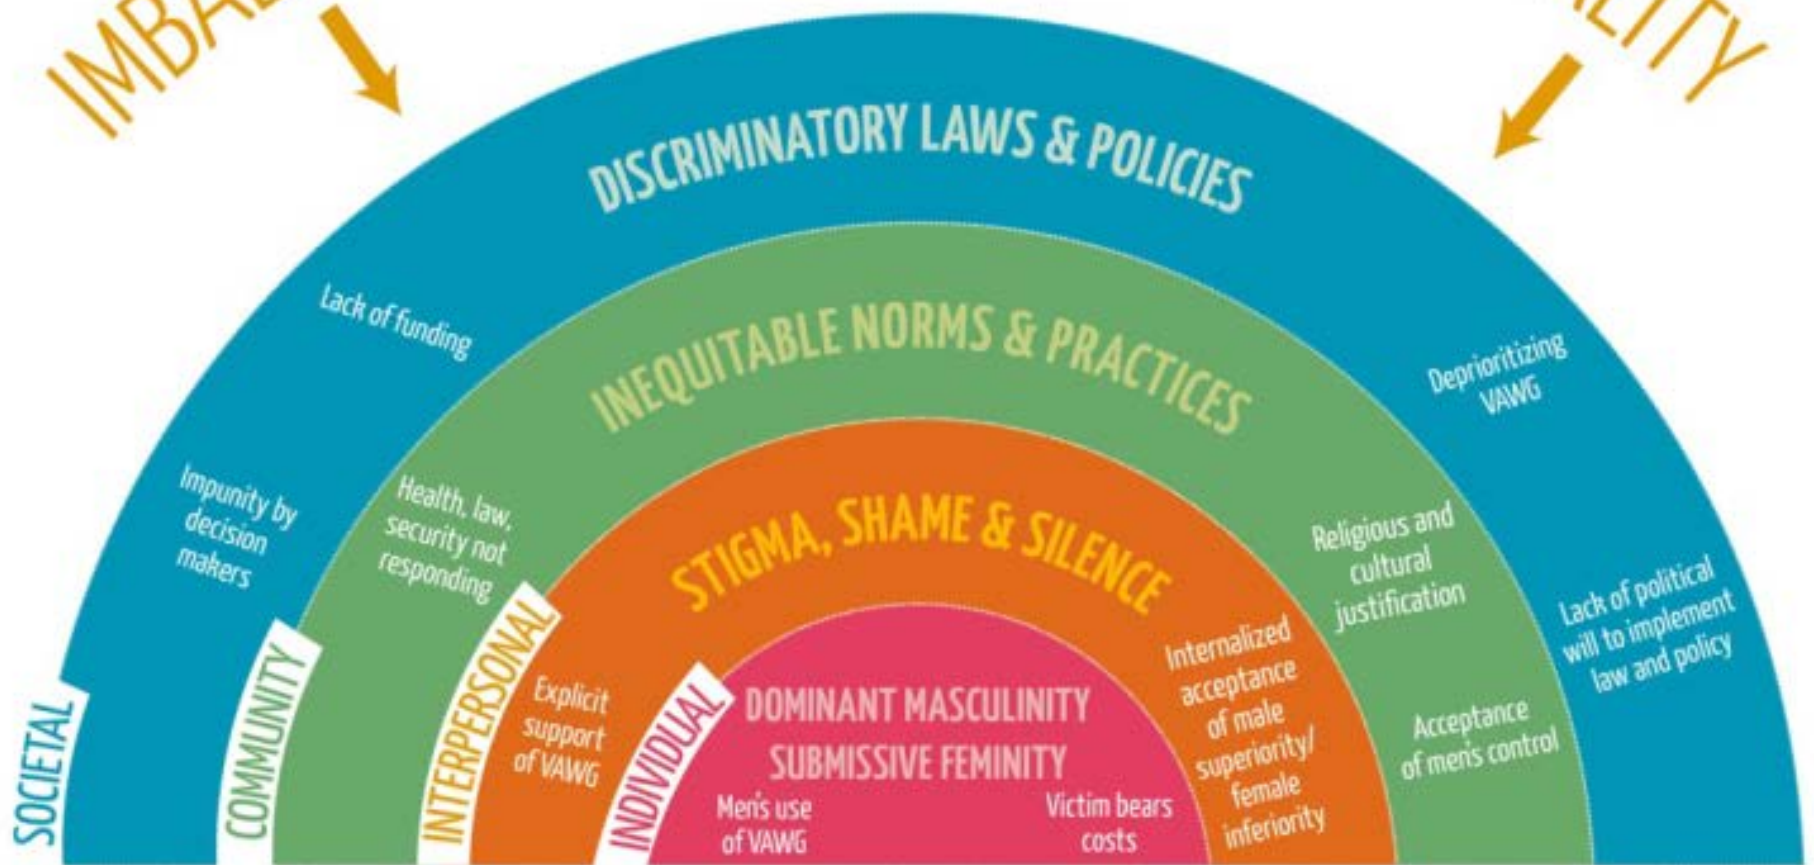 IMBA
ALITY
DISCRIMINATORY LAWS & POLICIES
Lack of funding
Deprioritizing
VAWG
Impunity by
decision
makers
Lack of political
will to implement
law and policy
SOCIETAL
INEQUITABLE NORMS & PRACTICES
Health, law,
security not
responding
Religious and
cultural
justification
Acceptance
of men's control
COMMUNITY
STIGMA, SHAME & SILENCE
INTERPERSONAL
Explicit
support
of VAWG
Internalized
acceptance
of male
superiority/
female
inferiority
INDIVIDUAL
DOMINANT MASCULINITY
SUBMISSIVE FEMINITY
Men's use
of VAWG
Victim bears
costs